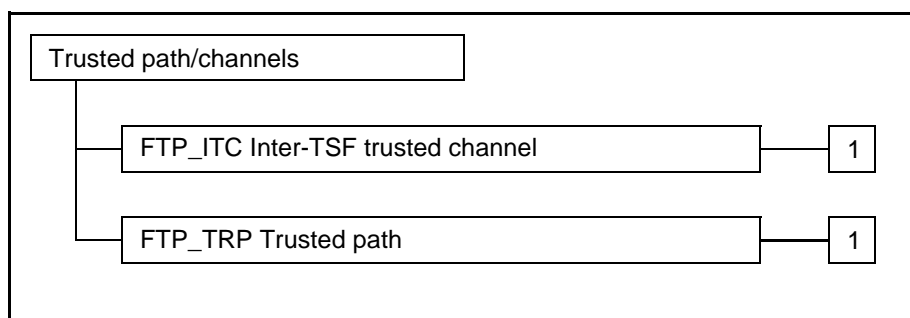 Trusted path/channels
FTP_ITC Inter-TSF trusted channel 1
FTP_TRP Trusted path 1